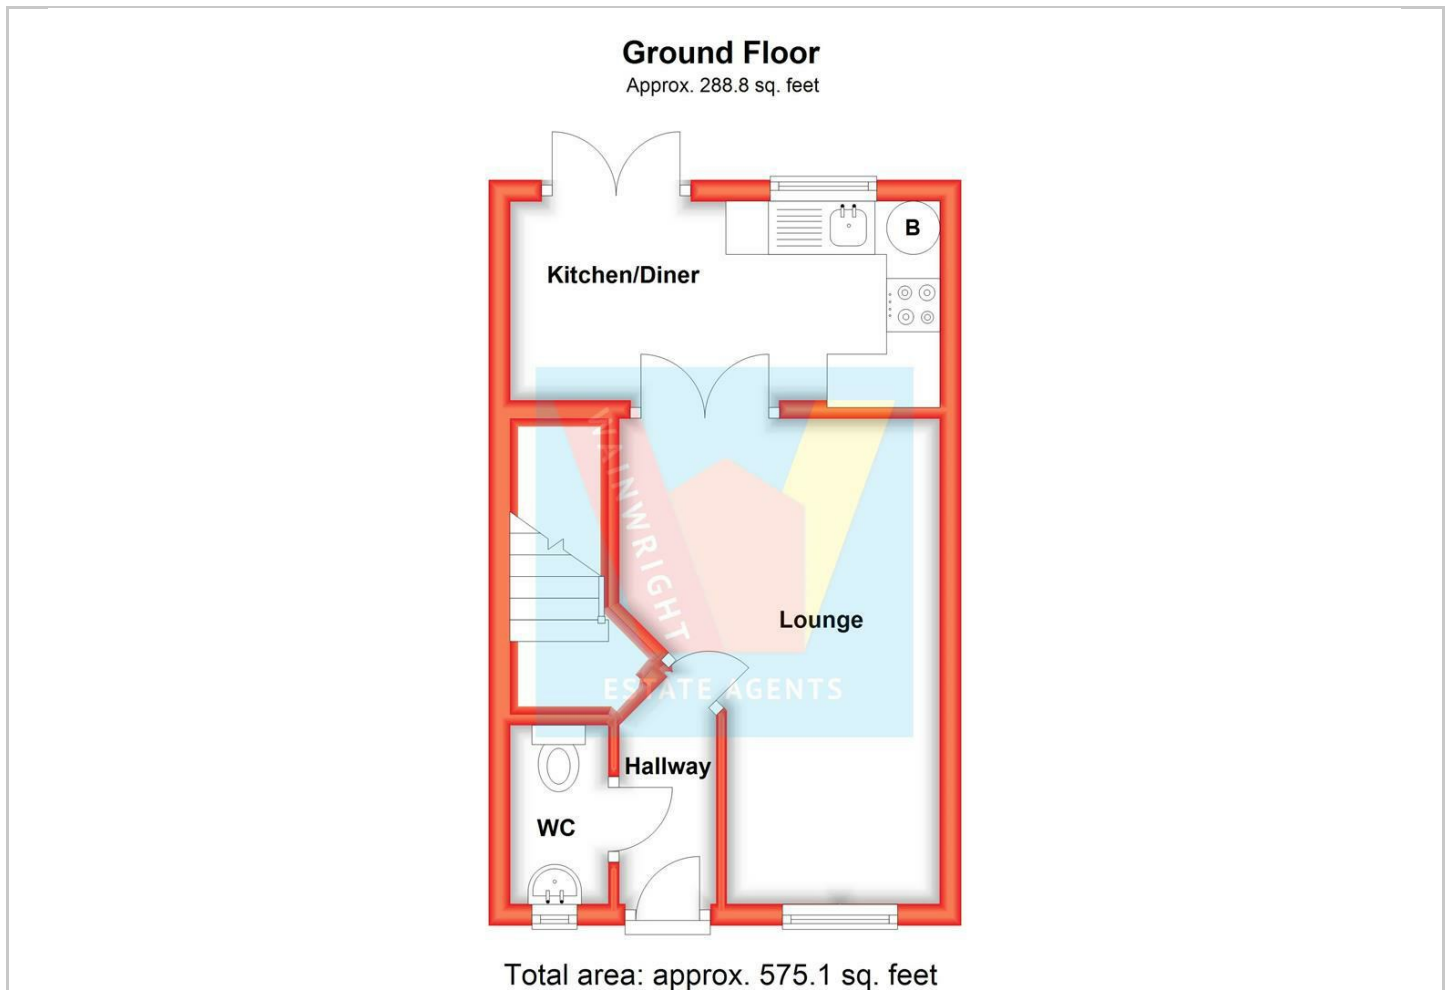 Ground Floor
Approx. 288.8 sq. feet
B
Kitchen/Diner
WAINWRIGHT
Lounge
ESTATE AGENTS
Hallway
WC
Total area: approx. 575.1 sq. feet